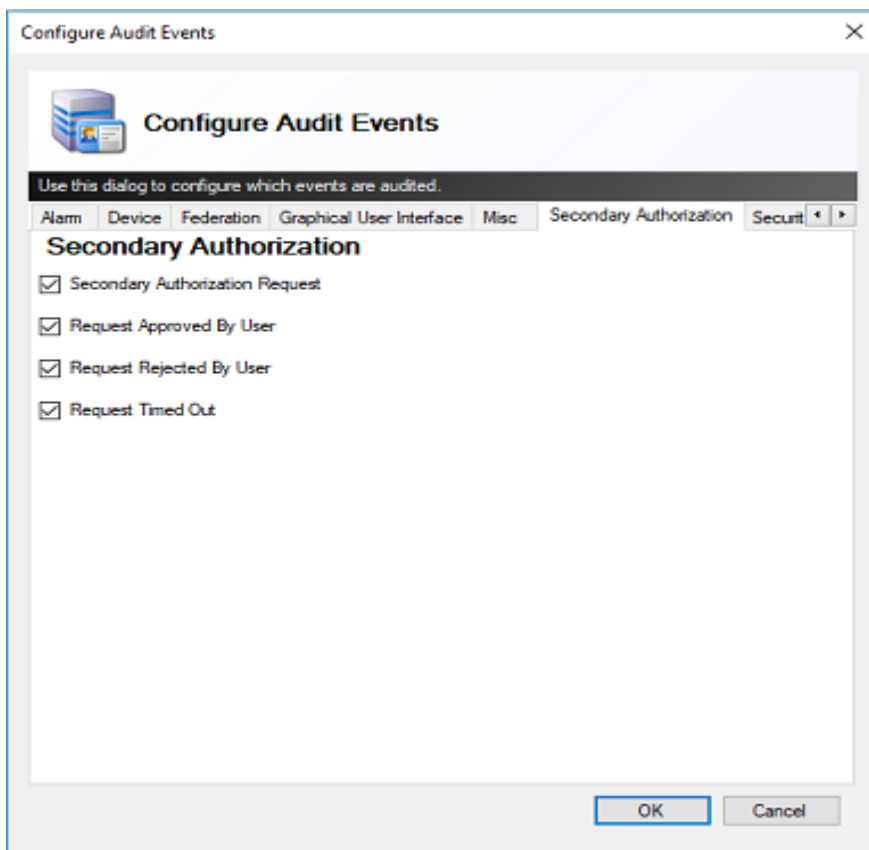 Configure Audit Events
Configure Audit Events
Use this dialog to configure which events are audited.
Alarm Device Federation Graphical User Interface Misc Secondary Authorization Securit
Secondary Authorization
Secondary Authorization Request
Request Approved By User
Request Rejected By User
Request Timed Out
OK Cancel